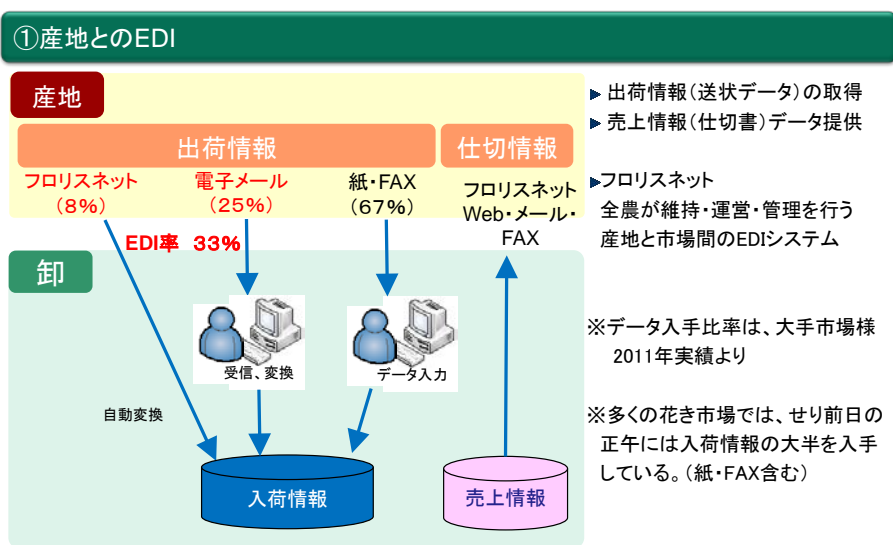 ①産地とのEDI
産地
出荷情報
仕切情報
フロリスネット
（8%）
電子メール
（25%）
紙・FAX
（67%）
フロリスネット
Web・メール・
FAX
EDI率　33%
卸
受信、変換
データ入力
自動変換
入荷情報
売上情報
出荷情報（送状データ）の取得
売上情報（仕切書）データ提供
フロリスネット
全農が維持・運営・管理を行う
産地と市場間のEDIシステム
※データ入手比率は、大手市場様
2011年実績より
※多くの花き市場では、せり前日の
正午には入荷情報の大半を入手
している。（紙・FAX含む）